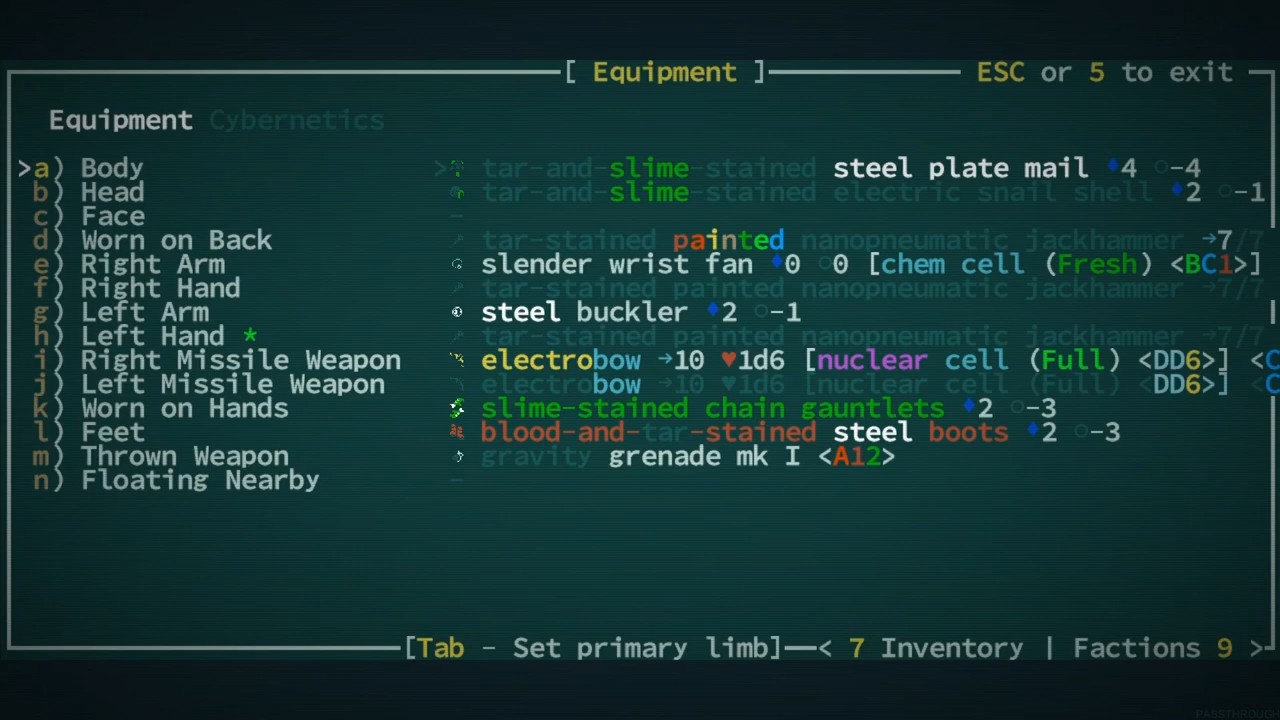 [ Equipment ] ESC or 5 to exit
Equipment Cybernetics
>a) Body > tar-and-slime-stained steel plate mail ♦4 ○-4
b) Head tar-and-slime-stained electric snail shell ♦2 ○-1
c) Face –
d) Worn on Back tar-stained painted nanopneumatic jackhammer →7/7
e) Right Arm slender wrist fan ♦0 ○0 [chem cell (Fresh) <BC1>]
f) Right Hand tar-stained painted nanopneumatic jackhammer →7/7
g) Left Arm steel buckler ♦2 ○-1
h) Left Hand * tar-stained painted nanopneumatic jackhammer →7/7
i) Right Missile Weapon electrobow →10 ♥1d6 [nuclear cell (Full) <DD6>] <C
j) Left Missile Weapon electrobow →10 ♥1d6 [nuclear cell (Full) <DD6>] <C
k) Worn on Hands slime-stained chain gauntlets ♦2 ○-3
l) Feet blood-and-tar-stained steel boots ♦2 ○-3
m) Thrown Weapon gravity grenade mk I <A12>
n) Floating Nearby –
[Tab - Set primary limb] < 7 Inventory | Factions 9 >
PASSTHROUGH